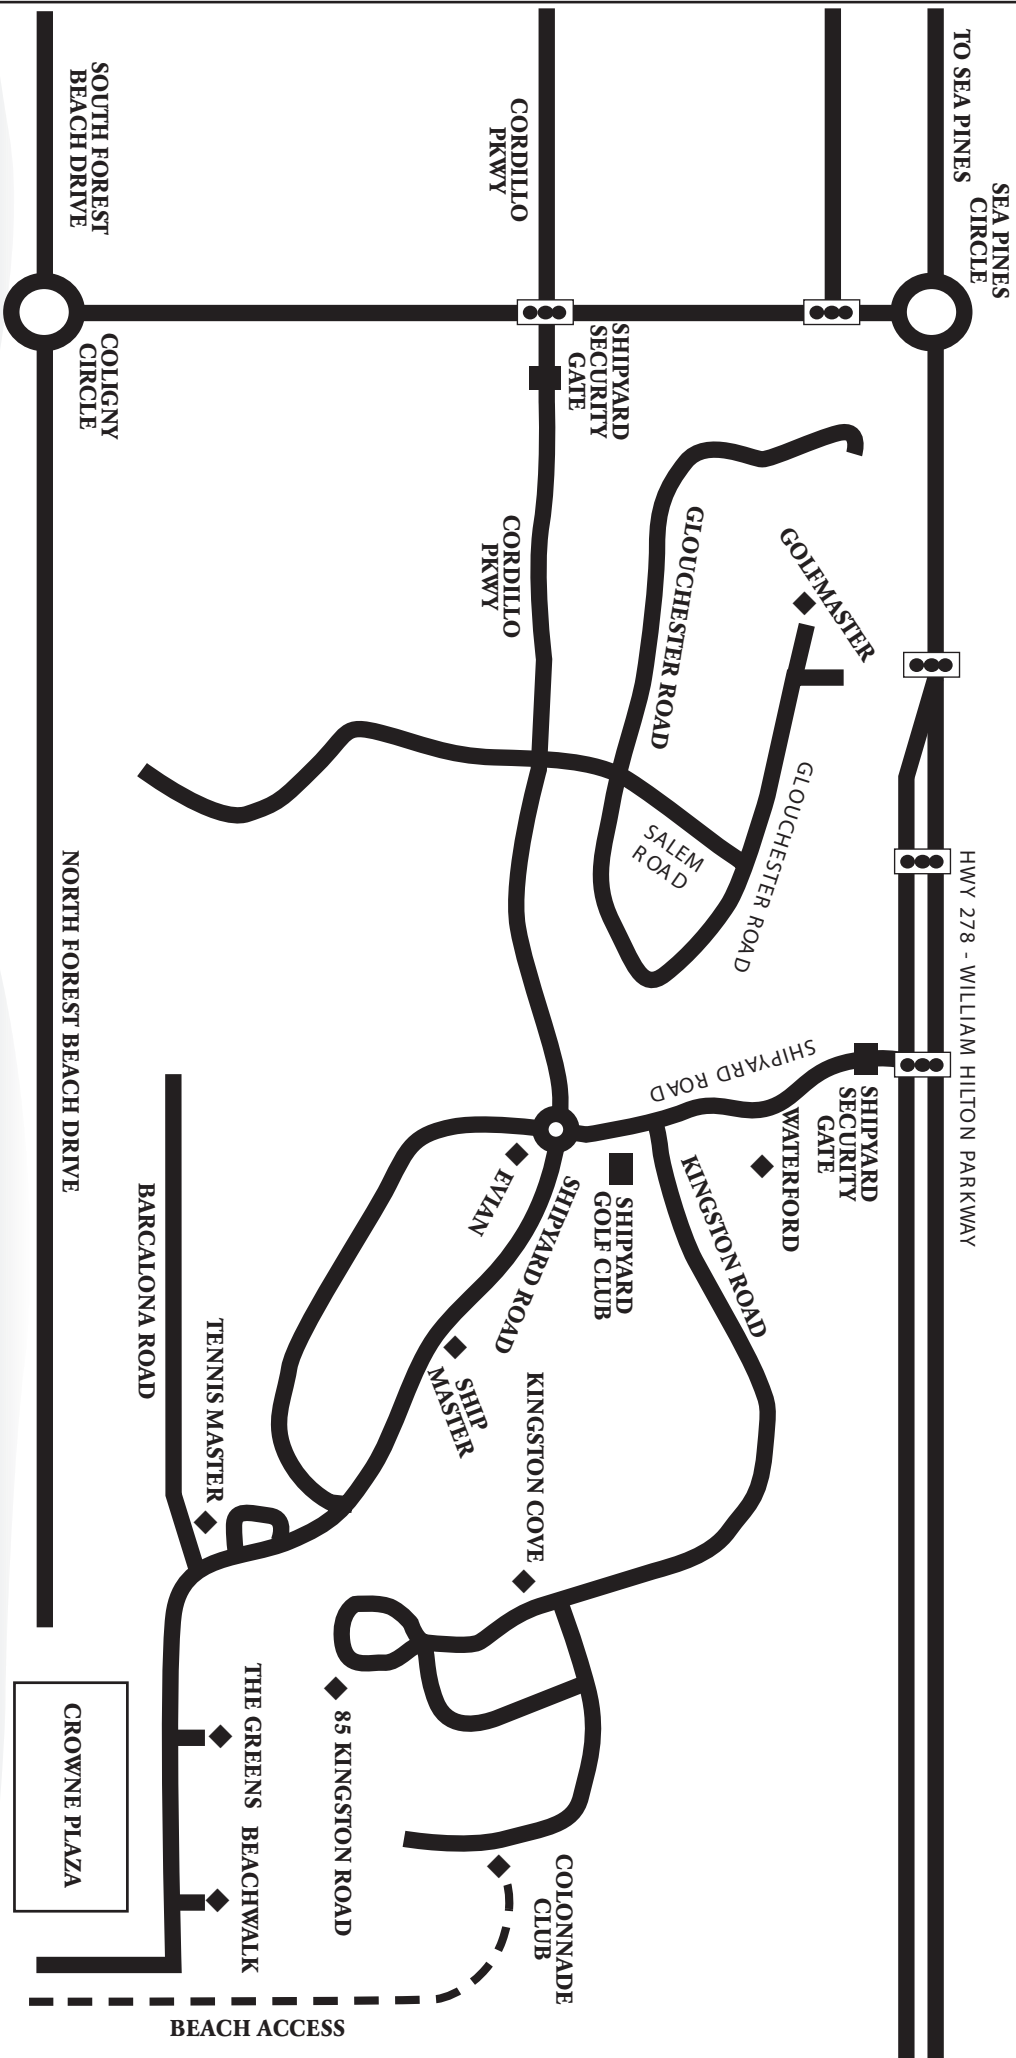 TO SEA PINES
SEA PINES
CIRCLE
CORDILLO
PKWY
SOUTH FOREST
BEACH DRIVE
SHIPYARD
SECURITY
GATE
COLIGNY
CIRCLE
GOLFMASTER
GLOUCHESTER ROAD
CORDILLO
PKWY
GLOUCHESTER ROAD
SALEM
ROAD
HWY 278 - WILLIAM HILTON PARKWAY
NORTH FOREST BEACH DRIVE
SHIPYARD ROAD
SHIPYARD
SECURITY
GATE
WATERFORD
KINGSTON ROAD
SHIPYARD
GOLF CLUB
SHIPYARD ROAD
EVIAN
BARCALONA ROAD
SHIP
MASTER
TENNIS MASTER
KINGSTON COVE
85 KINGSTON ROAD
THE GREENS
BEACHWALK
CROWNE PLAZA
COLONNADE
CLUB
BEACH ACCESS